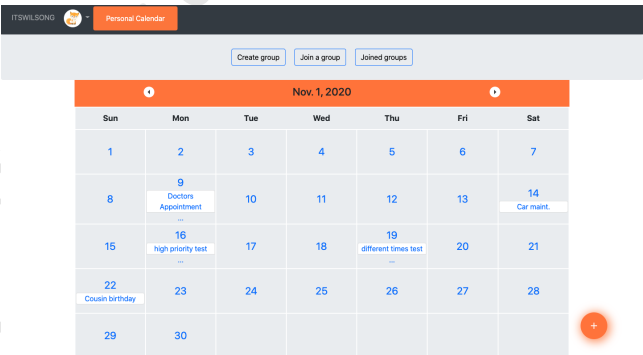 ITSWILSONG Personal Calendar
Create group Join a group Joined groups
Nov. 1, 2020
Sun Mon Tue Wed Thu Fri Sat
1 2 3 4 5 6 7
8 9 10 11 12 13 14
Doctors
Appointment
...
Car maint.
15 16 17 18 19 20 21
high priority test
...
different times test
...
22 23 24 25 26 27 28
Cousin birthday
29 30
+